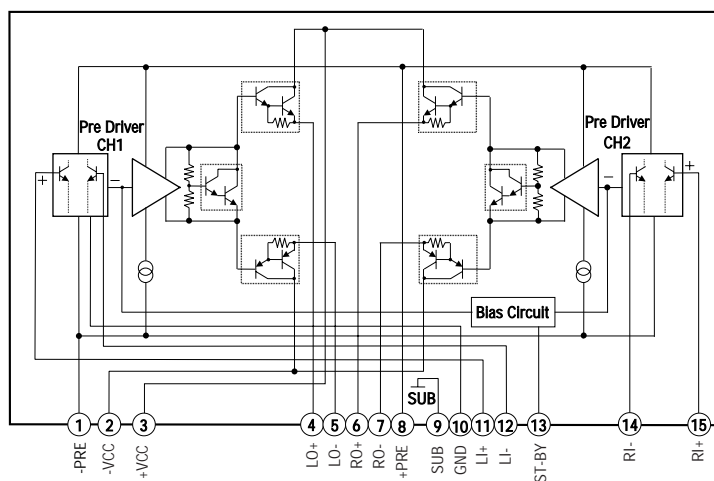 Pre Driver
CH1
Pre Driver
CH2
+
−
−
+
Bias Circuit
SUB
1
2
3
4
5
6
7
8
9
10
11
12
13
14
15
-PRE
-VCC
+VCC
LO+
LO-
RO+
RO-
+PRE
SUB
GND
LI+
LI-
ST-BY
RI-
RI+